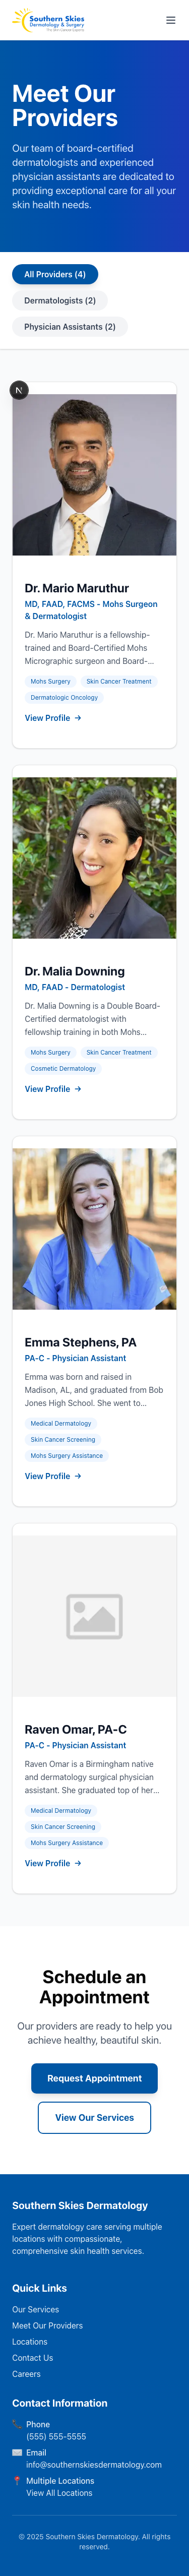 Southern Skies
Dermatology & Surgery
The Skin Cancer Experts
Meet Our
Providers
Our team of board-certified
dermatologists and experienced
physician assistants are dedicated to
providing exceptional care for all your
skin health needs.
All Providers (4)
Dermatologists (2)
Physician Assistants (2)
N
Dr. Mario Maruthur
MD, FAAD, FACMS - Mohs Surgeon
& Dermatologist
Dr. Mario Maruthur is a fellowship-
trained and Board-Certified Mohs
Micrographic surgeon and Board-...
Mohs Surgery
Skin Cancer Treatment
Dermatologic Oncology
View Profile →
Dr. Malia Downing
MD, FAAD - Dermatologist
Dr. Malia Downing is a Double Board-
Certified dermatologist with
fellowship training in both Mohs...
Mohs Surgery
Skin Cancer Treatment
Cosmetic Dermatology
View Profile →
Emma Stephens, PA
PA-C - Physician Assistant
Emma was born and raised in
Madison, AL, and graduated from Bob
Jones High School. She went to...
Medical Dermatology
Skin Cancer Screening
Mohs Surgery Assistance
View Profile →
Raven Omar, PA-C
PA-C - Physician Assistant
Raven Omar is a Birmingham native
and dermatology surgical physician
assistant. She graduated top of her...
Medical Dermatology
Skin Cancer Screening
Mohs Surgery Assistance
View Profile →
Schedule an
Appointment
Our providers are ready to help you
achieve healthy, beautiful skin.
Request Appointment
View Our Services
Southern Skies Dermatology
Expert dermatology care serving multiple
locations with compassionate,
comprehensive skin health services.
Quick Links
Our Services
Meet Our Providers
Locations
Contact Us
Careers
Contact Information
Phone
(555) 555-5555
Email
info@southernskiesdermatology.com
Multiple Locations
View All Locations
© 2025 Southern Skies Dermatology. All rights
reserved.